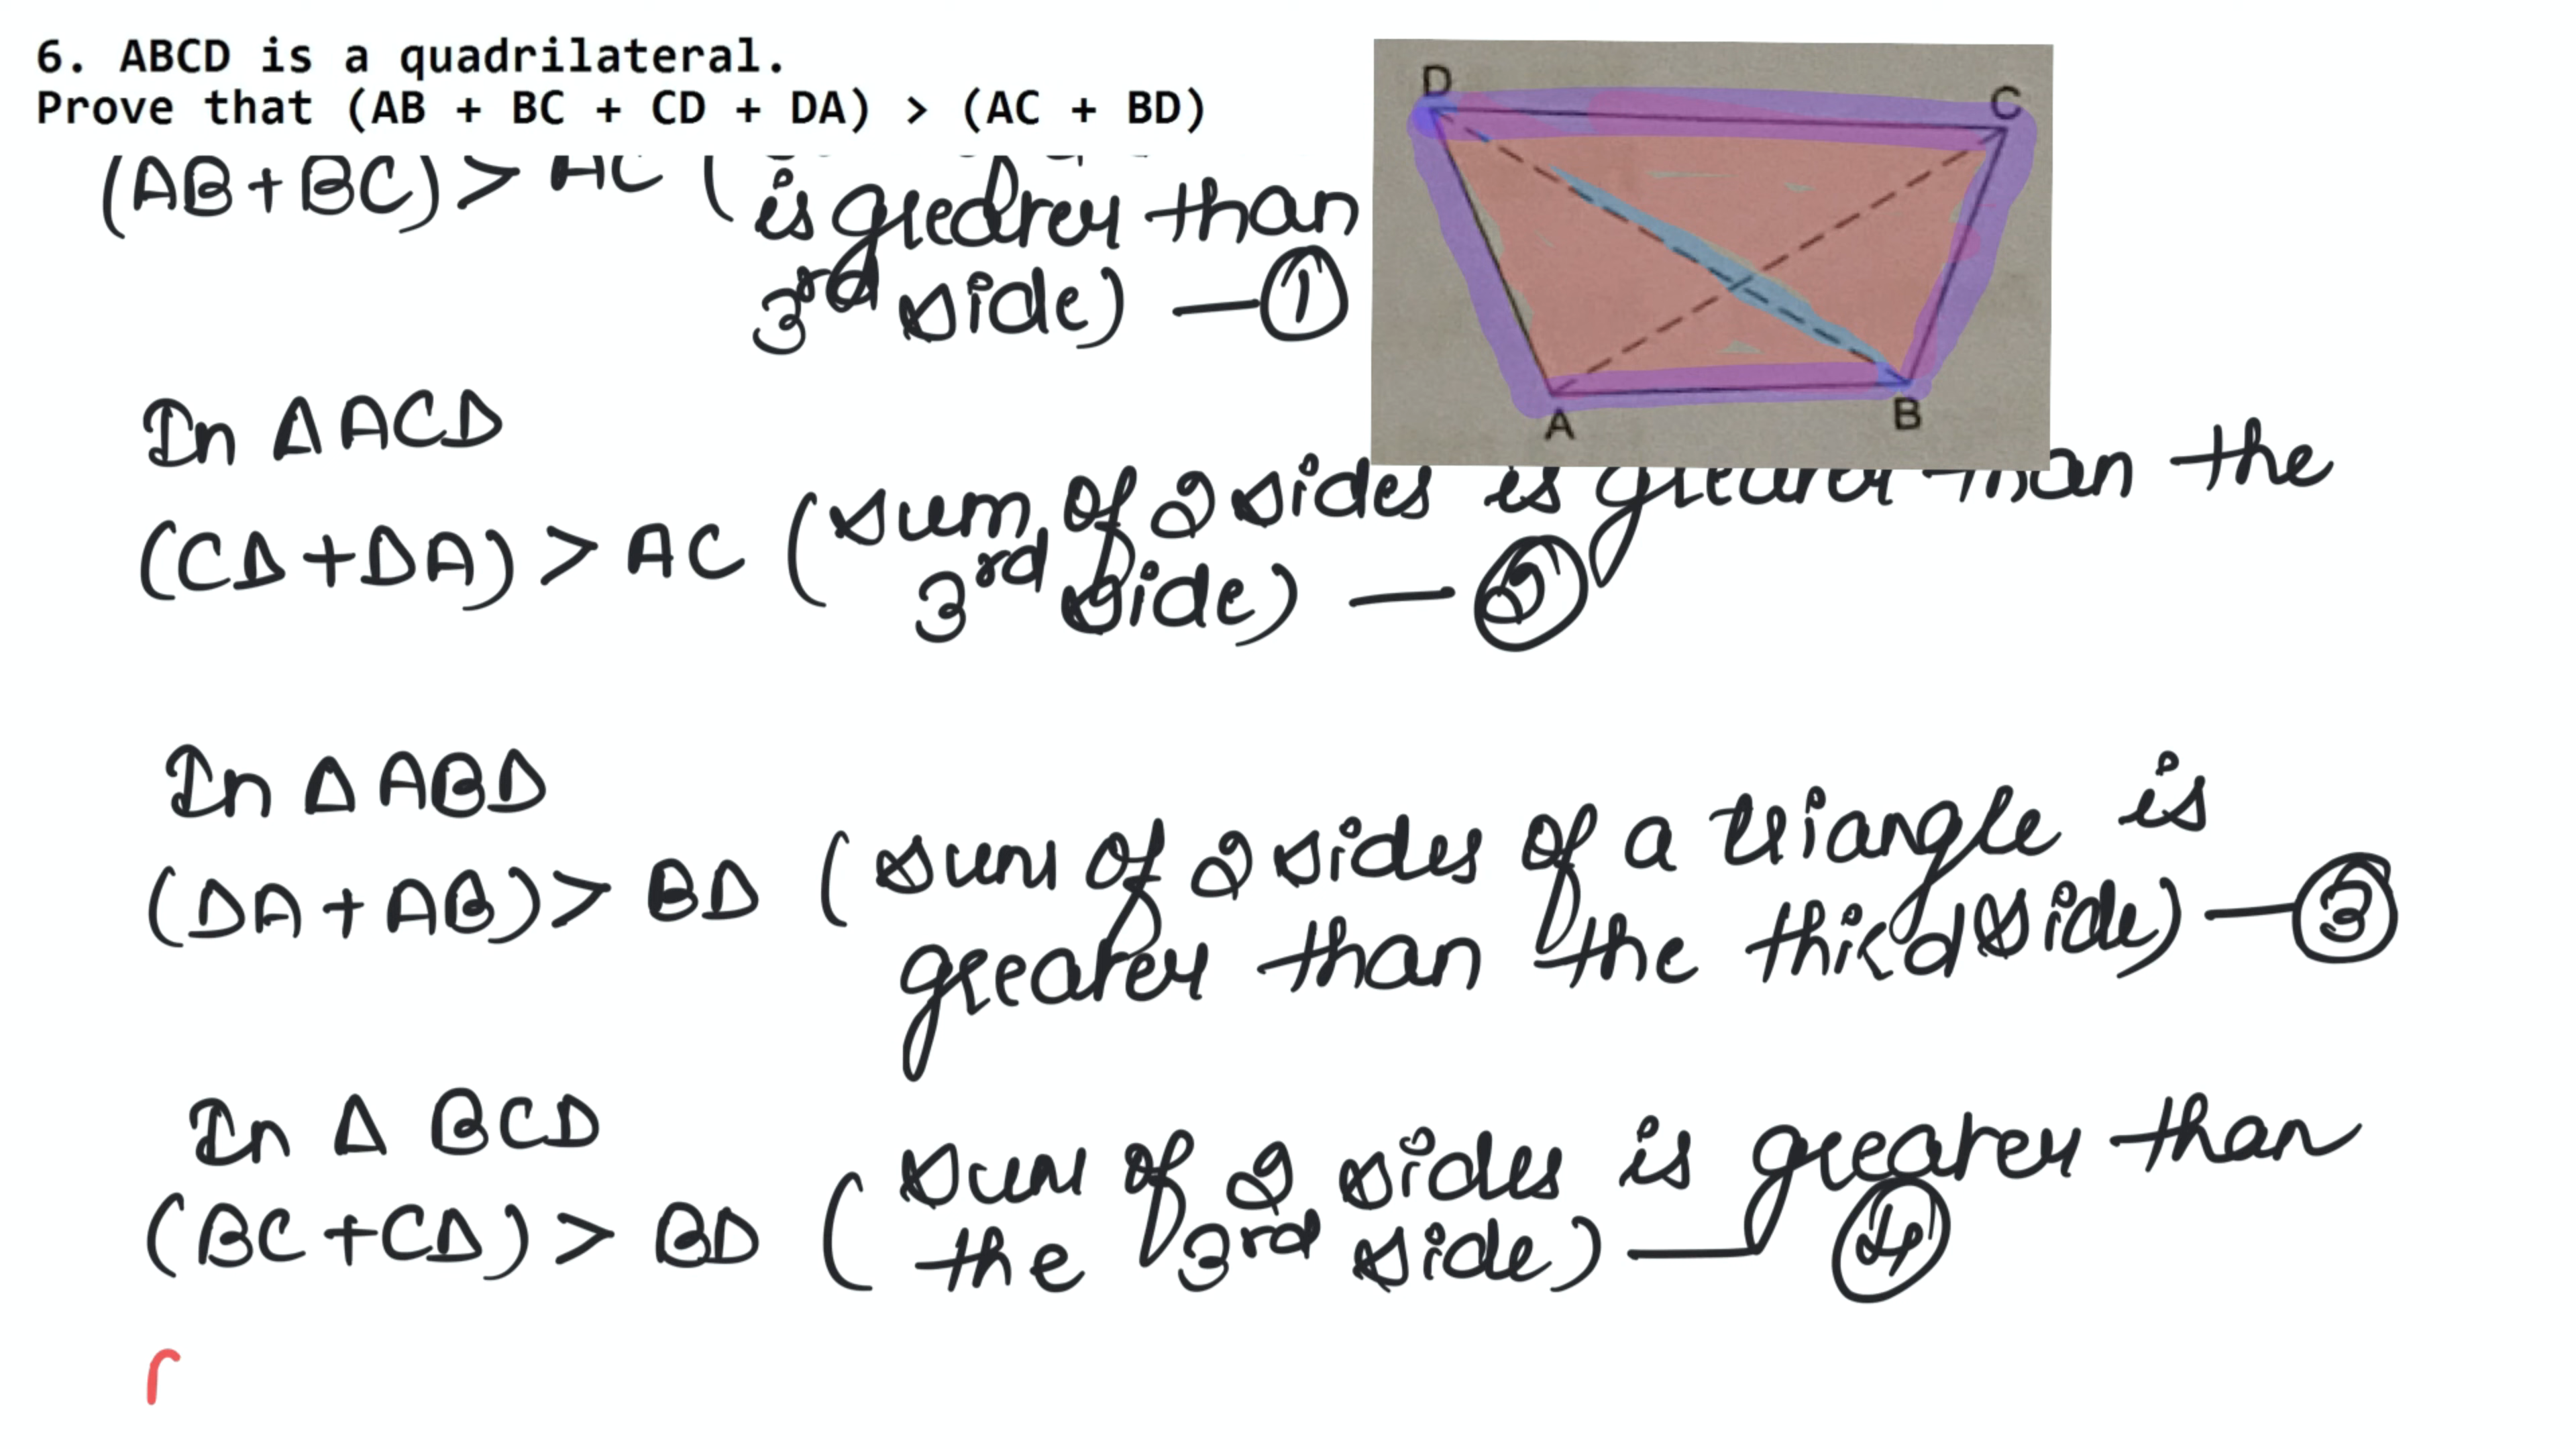 6. ABCD is a quadrilateral.
Prove that (AB + BC + CD + DA) > (AC + BD)
(AB+BC) > AC (
is greater than
3rd side) — ①
D
C
A
B
In Δ ACD
(CD+DA) > AC (sum of 2 sides is greater than the
3rd side) — ②
In Δ ABD
(DA+AB) > BD (sum of 2 sides of a triangle is
greater than the third side) — ③
In Δ BCD
(BC+CD) > BD (sum of 2 sides is greater than
the 3rd side) — ④